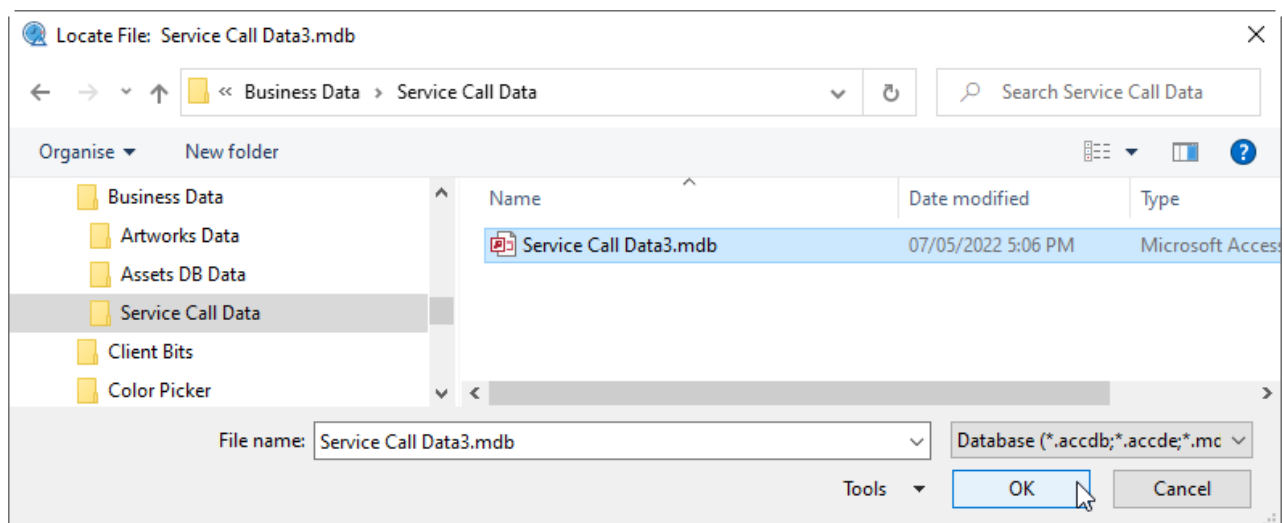 Locate File: Service Call Data3.mdb
« Business Data › Service Call Data
Search Service Call Data
Organise
New folder
Business Data
Artworks Data
Assets DB Data
Service Call Data
Client Bits
Color Picker
Name Date modified Type
Service Call Data3.mdb 07/05/2022 5:06 PM Microsoft Access
File name: Service Call Data3.mdb
Database (*.accdb;*.accde;*.mc
Tools
OK
Cancel